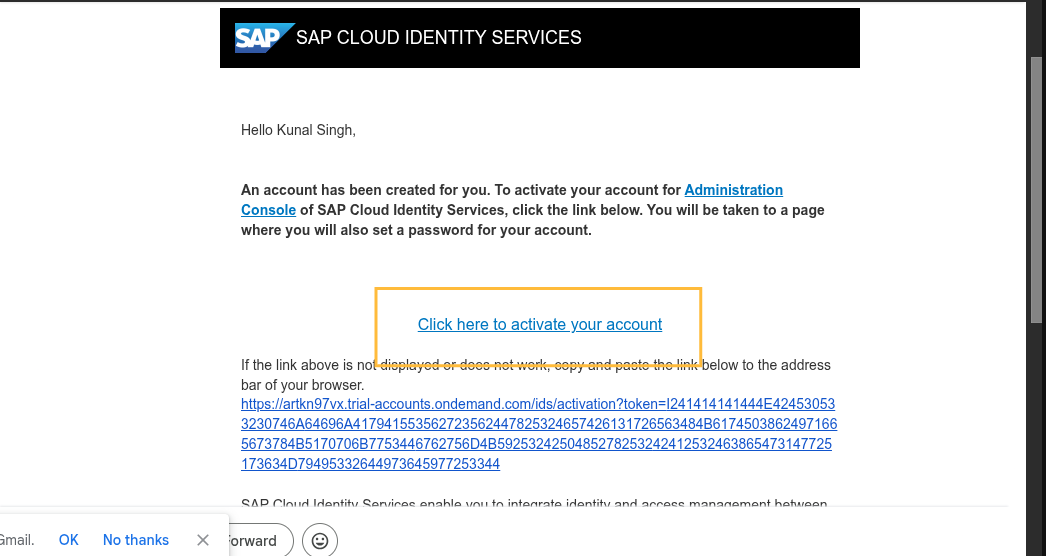 SAP SAP CLOUD IDENTITY SERVICES
Hello Kunal Singh,
An account has been created for you. To activate your account for Administration
Console of SAP Cloud Identity Services, click the link below. You will be taken to a page
where you will also set a password for your account.
Click here to activate your account
If the link above is not displayed or does not work, copy and paste the link below to the address
bar of your browser.
https://artkn97vx.trial-accounts.ondemand.com/ids/activation?token=I241414141444E42453053
3230746A64696A4179415535627235624478253246574261317265634​84B6174503862497166
5673784B5170706B7753446762756D4B592532425048527825324241253246386547314​7725
173634D79495332644973645977253344
SAP Cloud Identity Services enable you to integrate identity and access management between
Gmail. OK No thanks
Forward